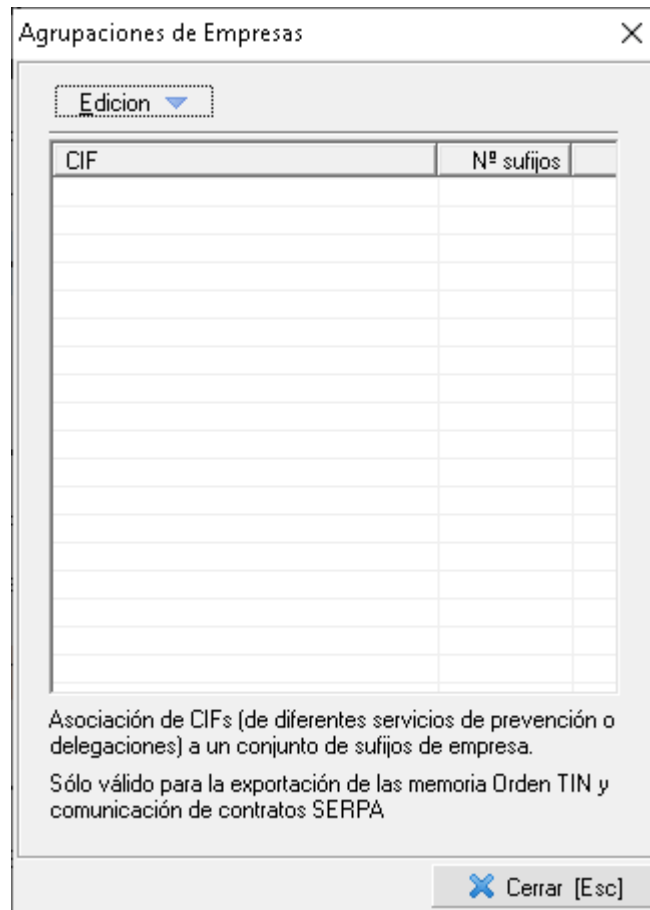 Agrupaciones de Empresas
Edicion
CIF Nº sufijos
Asociación de CIFs (de diferentes servicios de prevención o
delegaciones) a un conjunto de sufijos de empresa.
Sólo válido para la exportación de las memoria Orden TIN y
comunicación de contratos SERPA
Cerrar [Esc]